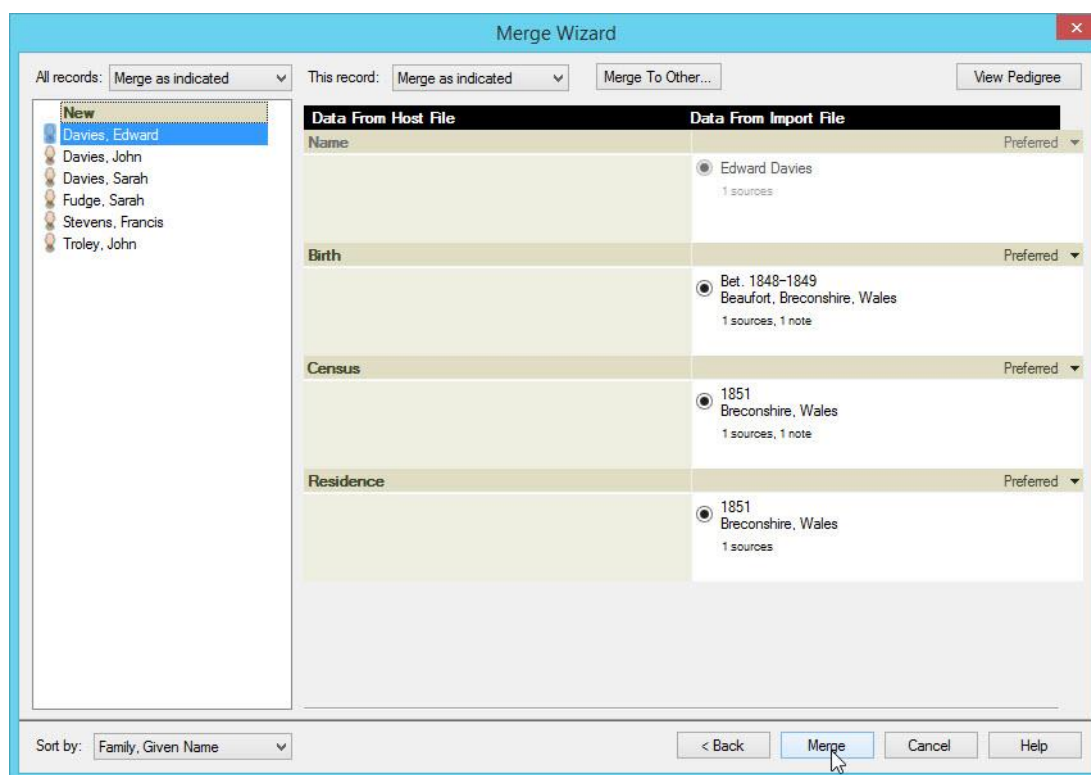 Merge Wizard
All records: Merge as indicated This record: Merge as indicated Merge To Other... View Pedigree
New
Davies, Edward
Davies, John
Davies, Sarah
Fudge, Sarah
Stevens, Francis
Troley, John
Data From Host File Data From Import File
Name Preferred
Edward Davies
1 sources
Birth Preferred
Bet. 1848-1849
Beaufort, Breconshire, Wales
1 sources, 1 note
Census Preferred
1851
Breconshire, Wales
1 sources, 1 note
Residence Preferred
1851
Breconshire, Wales
1 sources
Sort by: Family, Given Name < Back Merge Cancel Help